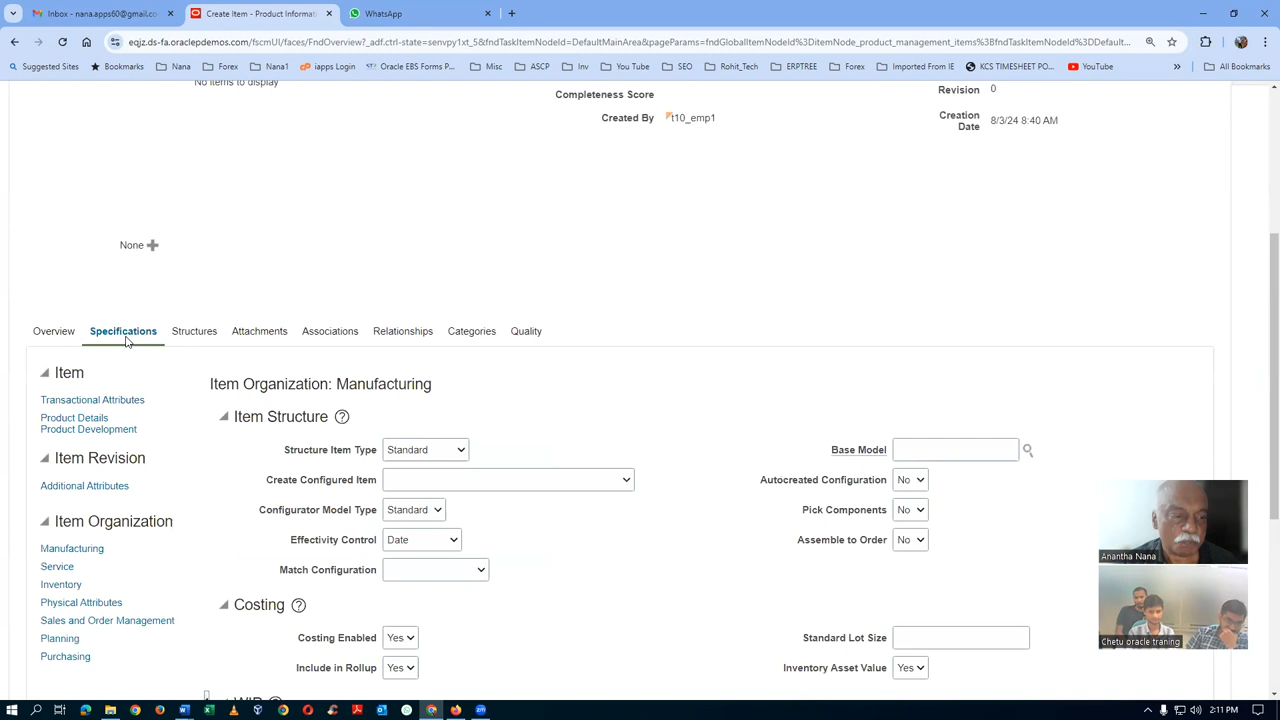 Inbox - nana.apps60@gmail.co
Create Item - Product Informati
WhatsApp
eqjz.ds-fa.oraclepdemos.com/fscmUI/faces/FndOverview?_adf.ctrl-state=senvpy1xt_5&fndTaskItemNodeId=DefaultMainArea&pageParams=fndGlobalItemNodeId%3DitemNode_product_management_items%3BfndTaskItemNodeId%3DDefault...
Suggested Sites
Bookmarks
Nana
Forex
Nana1
iapps Login
Oracle EBS Forms P...
Misc
ASCP
Inv
You Tube
SEO
Rohit_Tech
ERPTREE
Forex
Imported From IE
KCS TIMESHEET PO...
YouTube
»
All Bookmarks
No items to display
Completeness Score
Revision 0
Created By t10_emp1
Creation Date 8/3/24 8:40 AM
None
Overview
Specifications
Structures
Attachments
Associations
Relationships
Categories
Quality
Item
Transactional Attributes
Product Details
Product Development
Item Revision
Additional Attributes
Item Organization
Manufacturing
Service
Inventory
Physical Attributes
Sales and Order Management
Planning
Purchasing
Item Organization: Manufacturing
Item Structure
Structure Item Type Standard
Base Model
Create Configured Item
Autocreated Configuration No
Configurator Model Type Standard
Pick Components No
Effectivity Control Date
Assemble to Order No
Match Configuration
Costing
Costing Enabled Yes
Standard Lot Size
Include in Rollup Yes
Inventory Asset Value Yes
WIP
Anantha Nana
Chetu oracle traning
2:11 PM